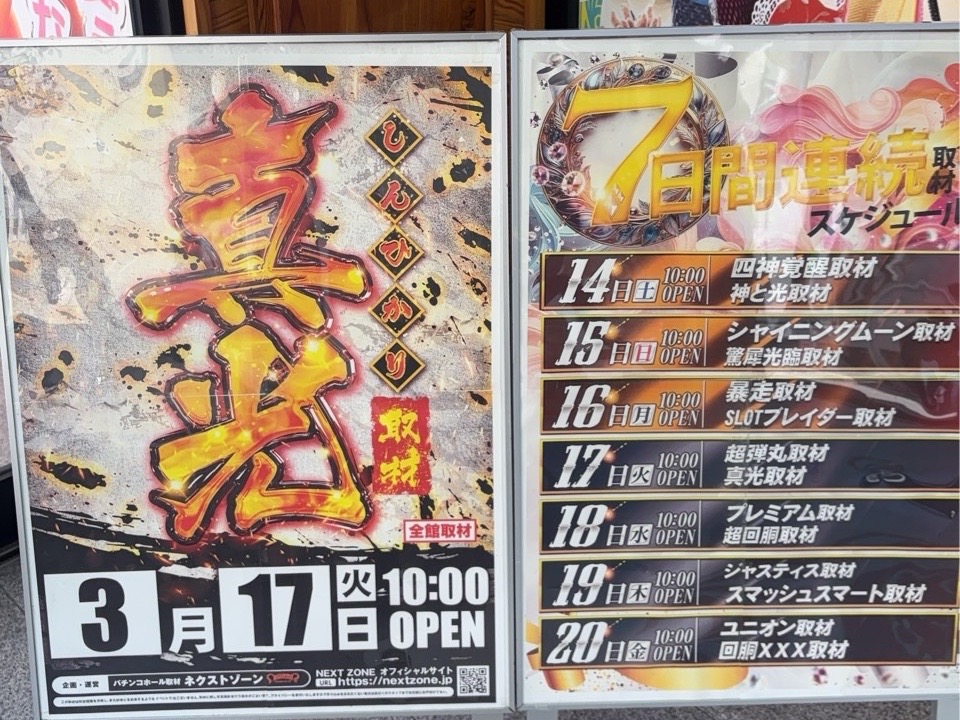 真光
しんひかり
取材
全館取材
3月17火日 10:00 OPEN
企画・運営 パチンコホール取材 ネクストゾーン
NEXT ZONE オフィシャルサイト
URL https://nextzone.jp
7日間連続取材
スケジュール
14日土 10:00 OPEN 四神覚醒取材
神と光取材
15日日 10:00 OPEN シャイニングムーン取材
驚犀光臨取材
16日月 10:00 OPEN 暴走取材
SLOTブレイダー取材
17日火 10:00 OPEN 超弾丸取材
真光取材
18日水 10:00 OPEN プレミアム取材
超回胴取材
19日木 10:00 OPEN ジャスティス取材
スマッシュスマート取材
20日金 10:00 OPEN ユニオン取材
回胴XXX取材